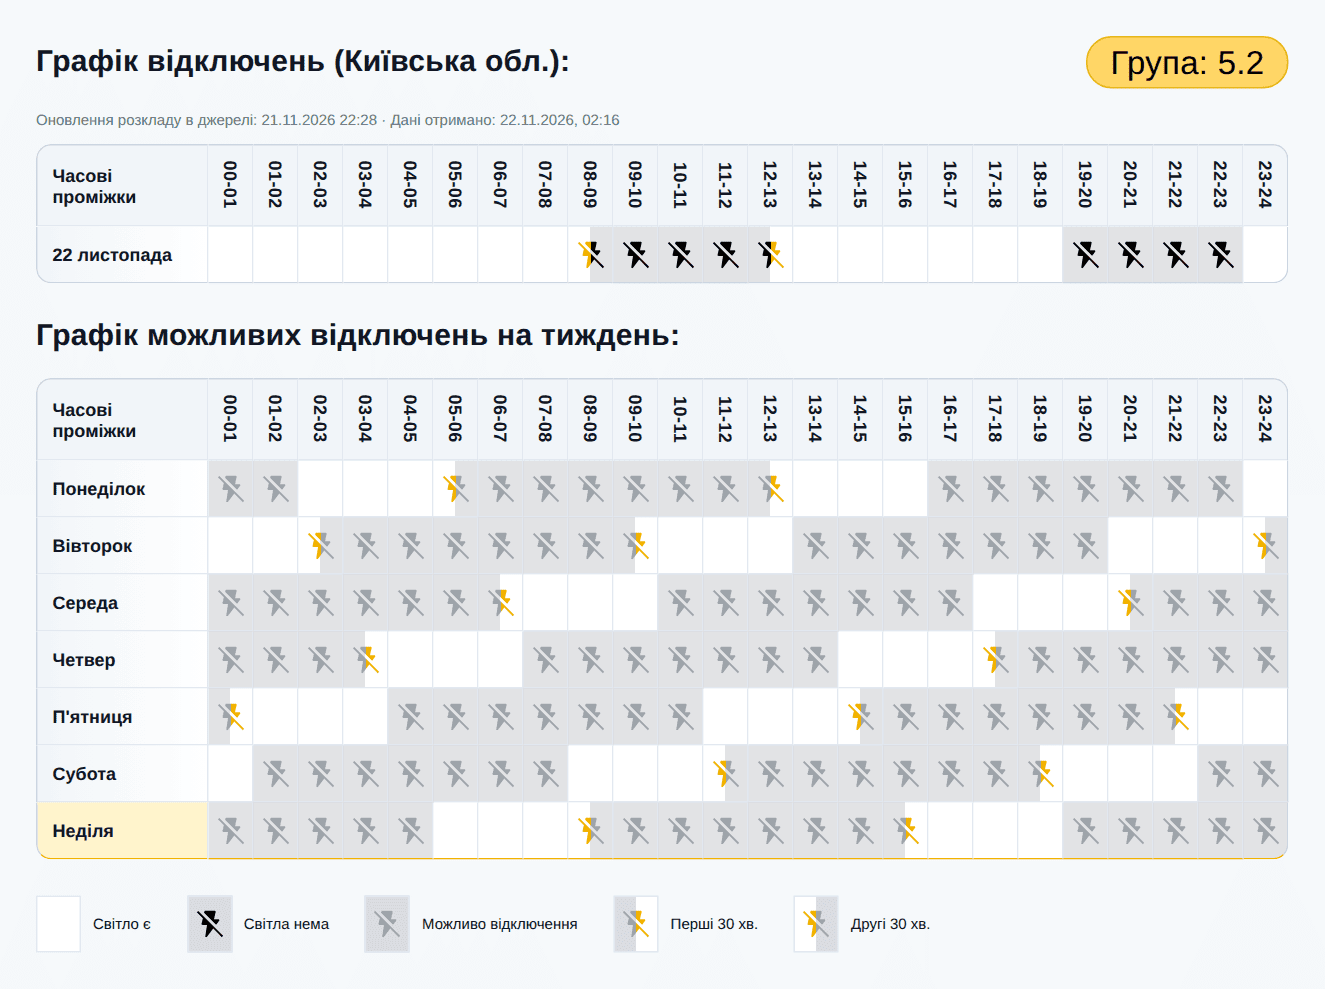 Графік відключень (Київська обл.):
Група: 5.2
Оновлення розкладу в джерелі: 21.11.2026 22:28 · Дані отримано: 22.11.2026, 02:16
Часові проміжки 00-01 01-02 02-03 03-04 04-05 05-06 06-07 07-08 08-09 09-10 10-11 11-12 12-13 13-14 14-15 15-16 16-17 17-18 18-19 19-20 20-21 21-22 22-23 23-24
22 листопада
Графік можливих відключень на тиждень:
Часові проміжки 00-01 01-02 02-03 03-04 04-05 05-06 06-07 07-08 08-09 09-10 10-11 11-12 12-13 13-14 14-15 15-16 16-17 17-18 18-19 19-20 20-21 21-22 22-23 23-24
Понеділок
Вівторок
Середа
Четвер
П'ятниця
Субота
Неділя
Світло є Світла нема Можливо відключення Перші 30 хв. Другі 30 хв.